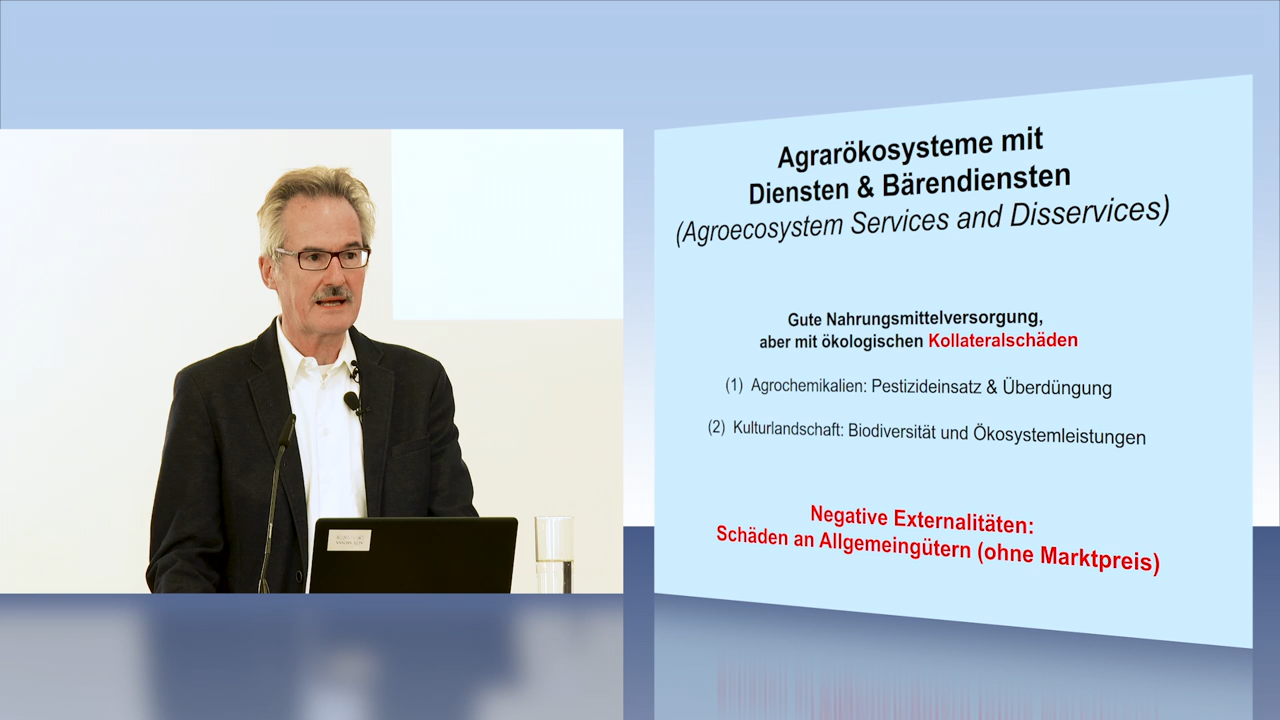 Agrarökosysteme mit
Diensten & Bärendiensten
(Agroecosystem Services and Disservices)
Gute Nahrungsmittelversorgung,
aber mit ökologischen Kollateralschäden
(1) Agrochemikalien: Pestizideinsatz & Überdüngung
(2) Kulturlandschaft: Biodiversität und Ökosystemleistungen
Negative Externalitäten:
Schäden an Allgemeingütern (ohne Marktpreis)